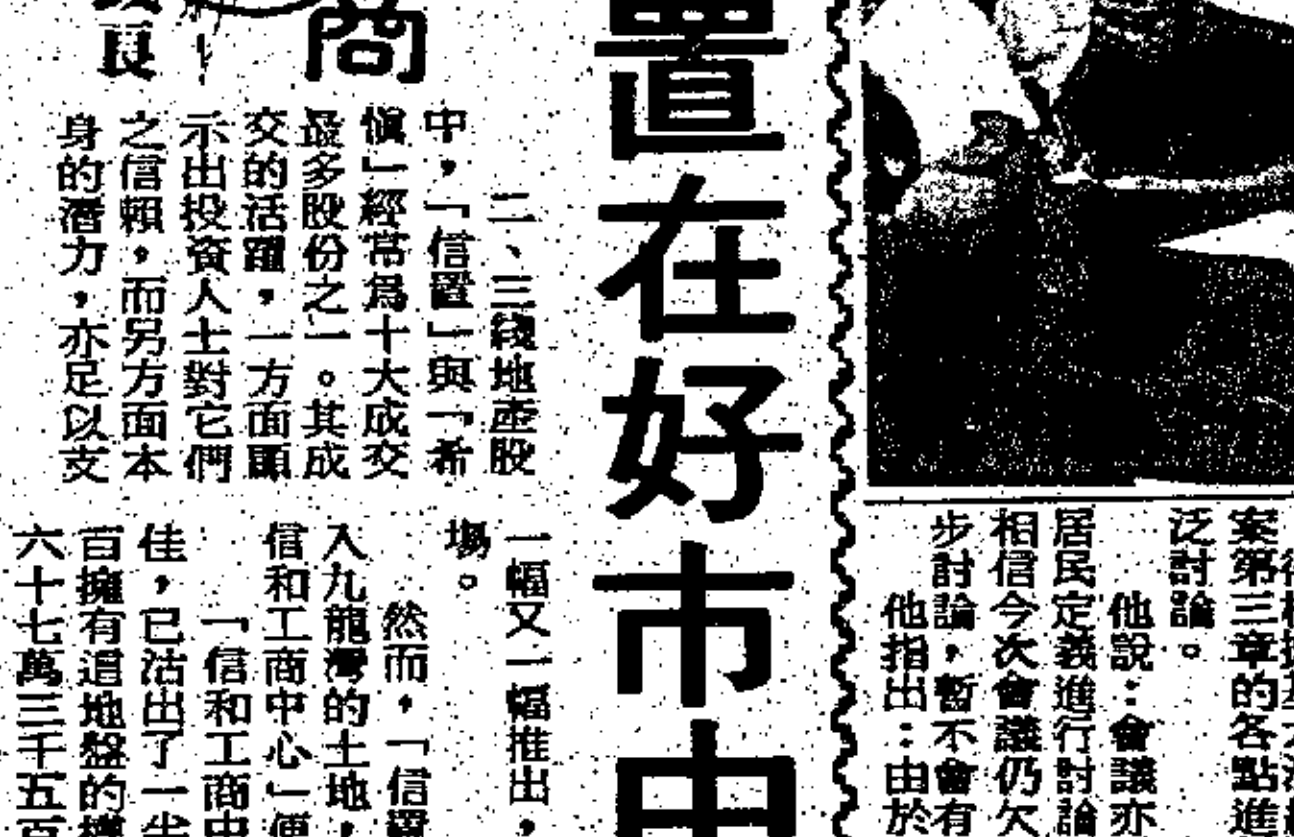 案第三章的各點進
泛討論。
他說：會議亦
居民定義進行討論
相信今次會議仍欠
步討論，暫不會有
他指出：由於
置在好市中
商
二、三綫地產股
中，「信置」與「希
愼」經常爲十大成交
最多股份之一。其成
交的活躍，一方面顯
示出投資人士對它們
之信賴，而另方面本
身的潛力，亦足以支
一幅又一幅推出，
塲。
然而，「信置
入九龍灣的土地，
信和工商中心」便
「信和工商中
佳，已沽出了一半
百擁有這地盤的
六十七萬三千五百